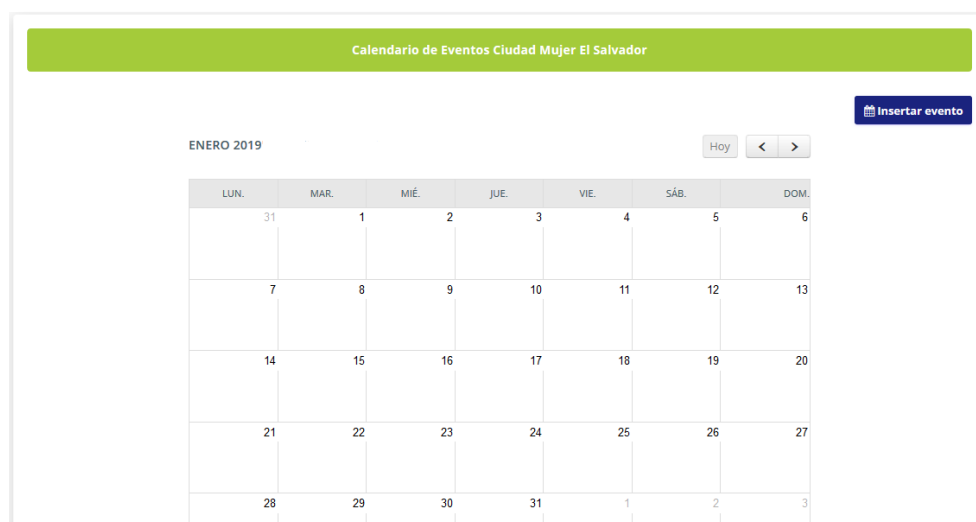 Calendario de Eventos Ciudad Mujer El Salvador
Insertar evento
ENERO 2019 Hoy
LUN. MAR. MIÉ. JUE. VIE. SÁB. DOM.
31 1 2 3 4 5 6
7 8 9 10 11 12 13
14 15 16 17 18 19 20
21 22 23 24 25 26 27
28 29 30 31 1 2 3